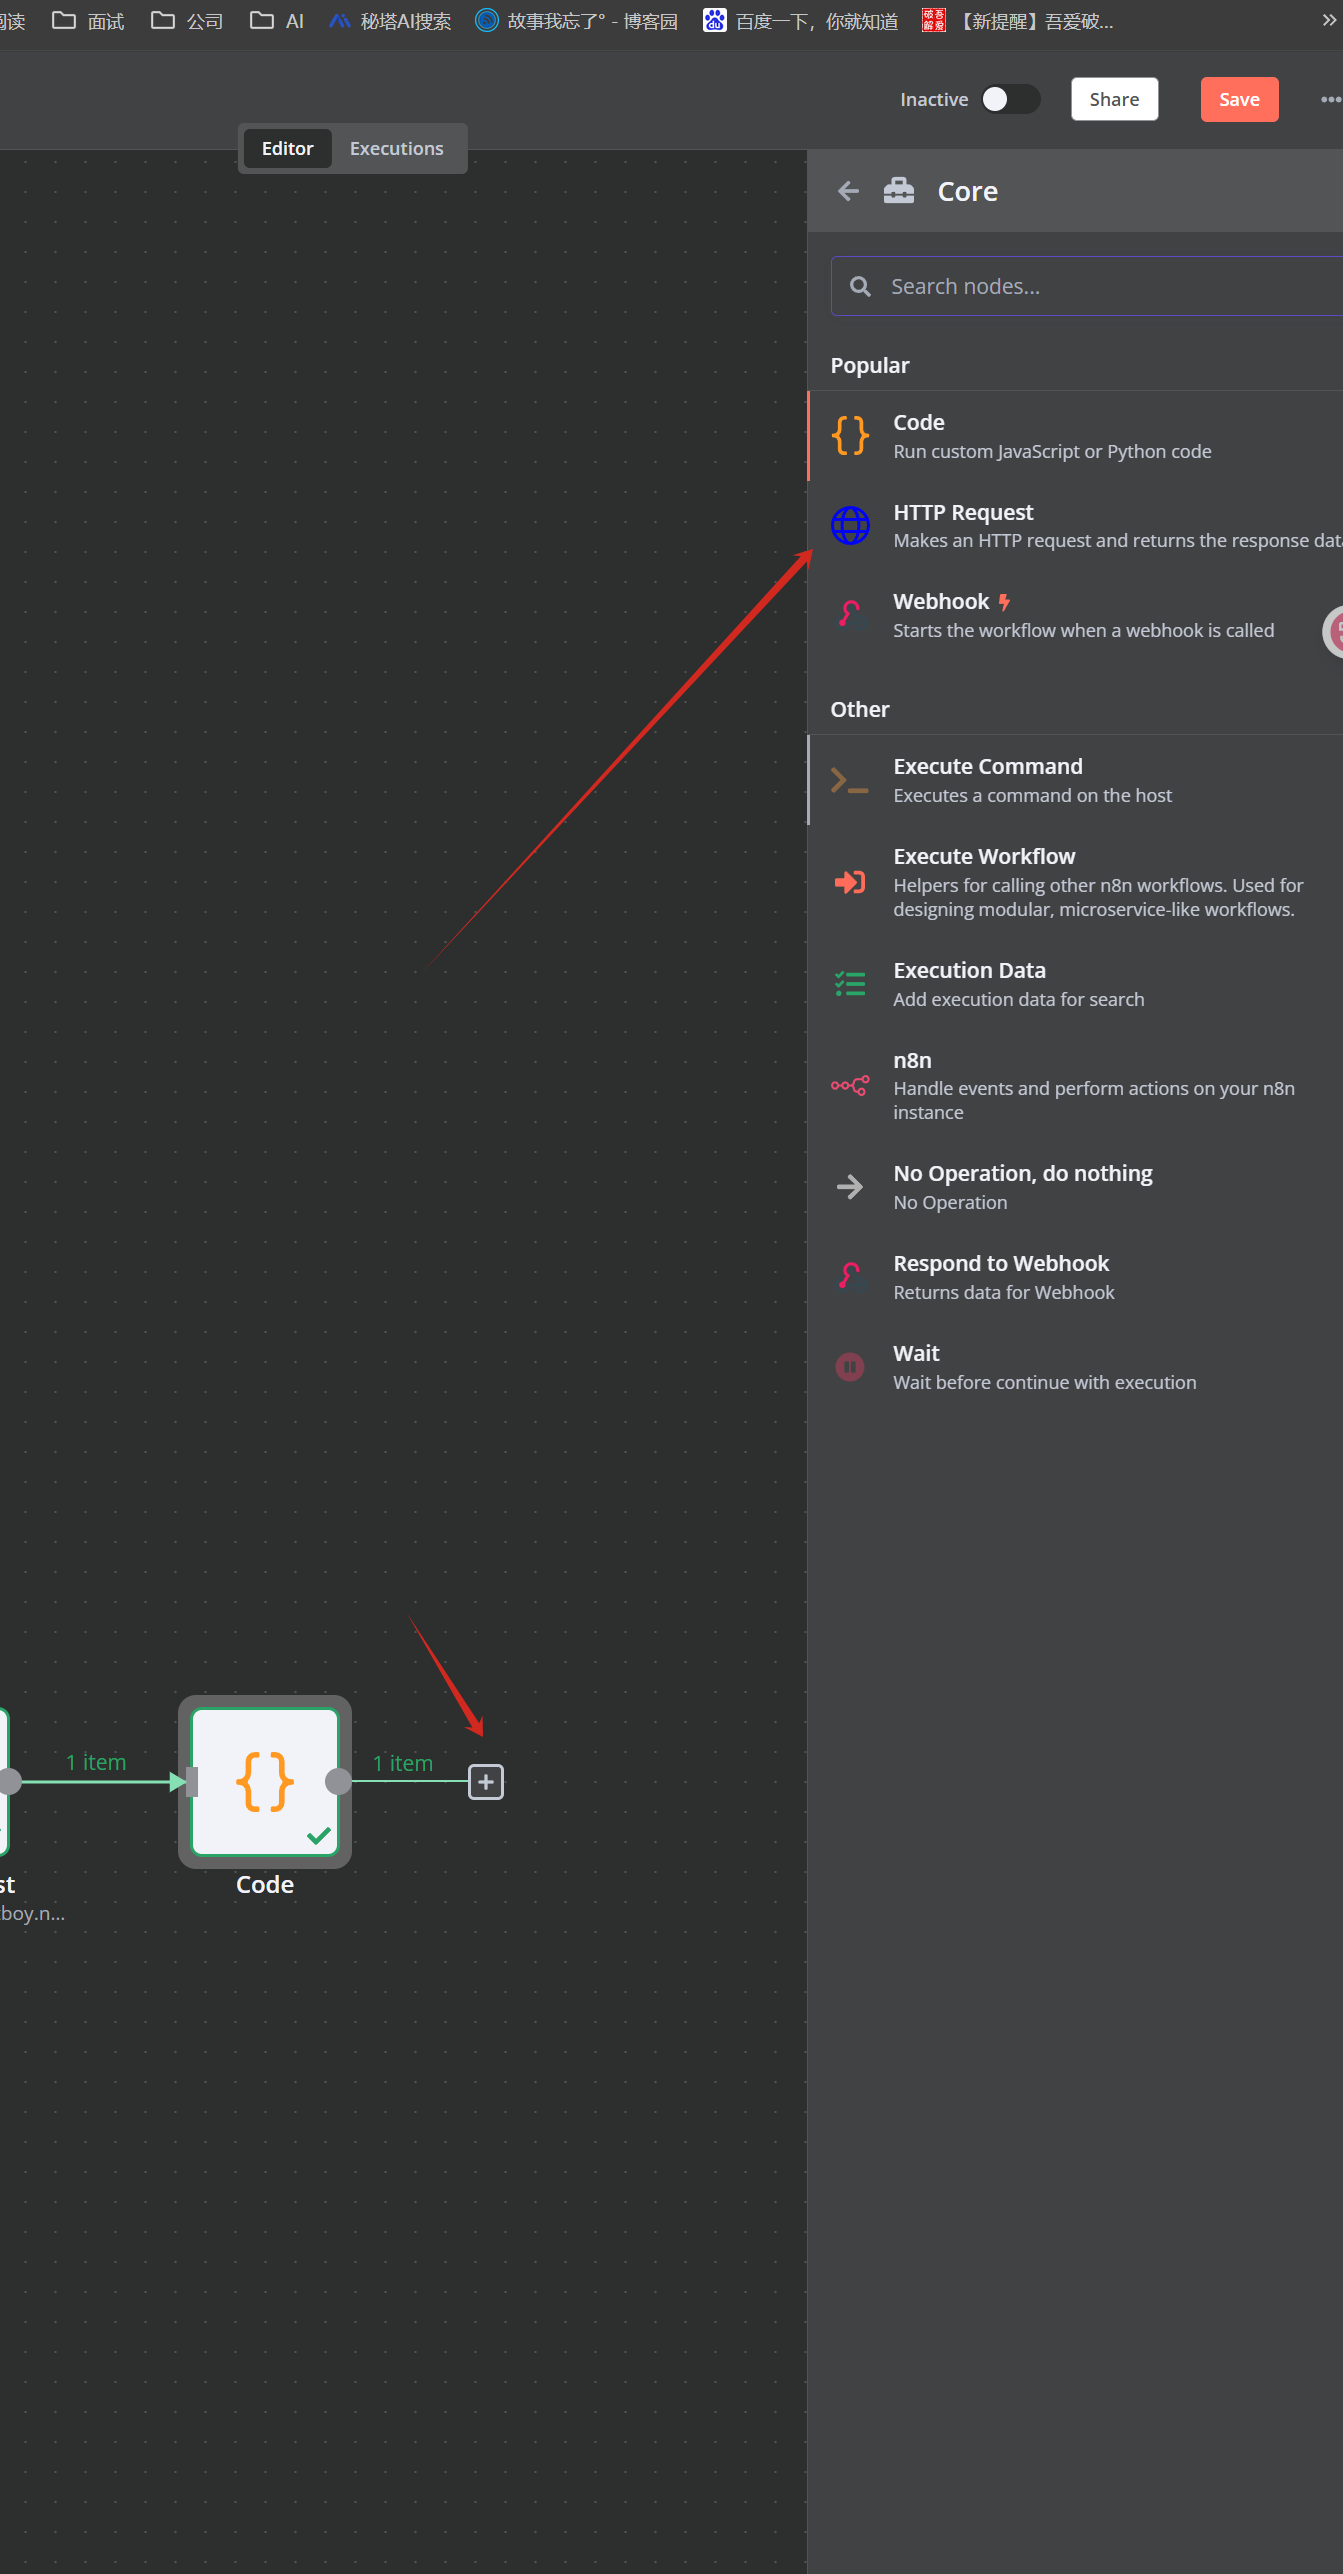 阅读 面试 公司 AI 秘塔AI搜索 故事我忘了° - 博客园 百度一下，你就知道 【新提醒】吾爱破...
Inactive Share Save
Editor Executions
Core
Search nodes...
Popular
Code
Run custom JavaScript or Python code
HTTP Request
Makes an HTTP request and returns the response dat
Webhook
Starts the workflow when a webhook is called
Other
Execute Command
Executes a command on the host
Execute Workflow
Helpers for calling other n8n workflows. Used for
designing modular, microservice-like workflows.
Execution Data
Add execution data for search
n8n
Handle events and perform actions on your n8n
instance
No Operation, do nothing
No Operation
Respond to Webhook
Returns data for Webhook
Wait
Wait before continue with execution
1 item
1 item
st
Code
boy.n...